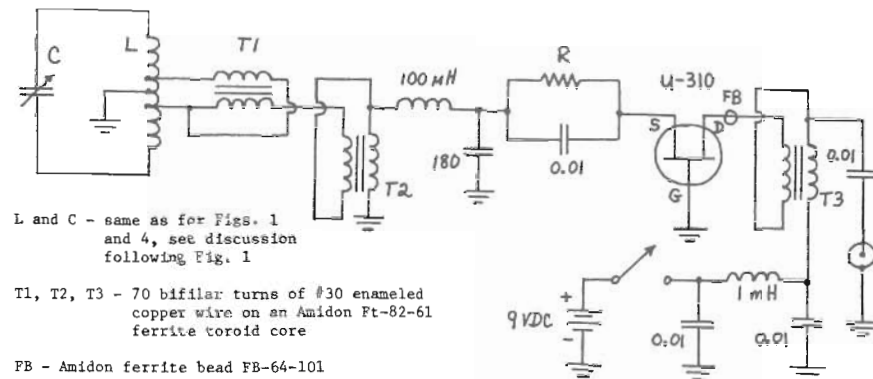 C
L
T1
T2
100 µH
180
R
0.01
U-310
S
D
G
FB
T3
0.01
1 mH
0.01
0.01
9VDC
+
-
L and C - same as for Figs. 1
and 4, see discussion
following Fig. 1
T1, T2, T3 - 70 bifilar turns of #30 enameled
copper wire on an Amidon Ft-82-61
ferrite toroid core
FB - Amidon ferrite bead FB-64-101